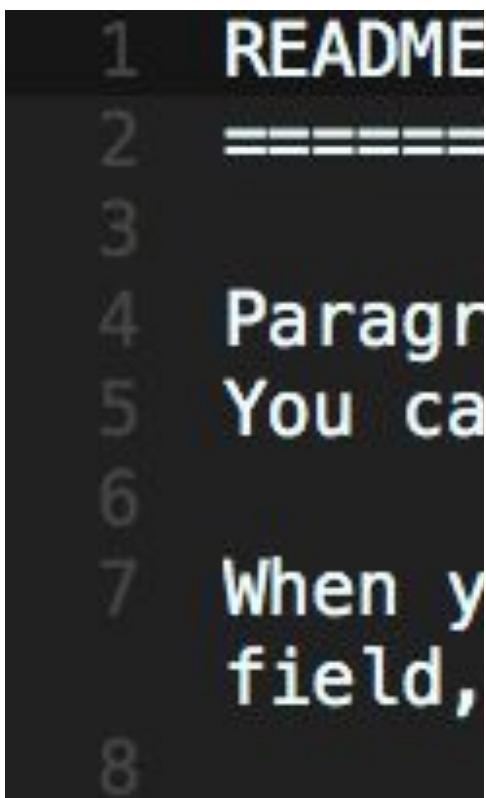 1 README
2 ======
3
4 Paragr
5 You ca
6
7 When y
field,
8